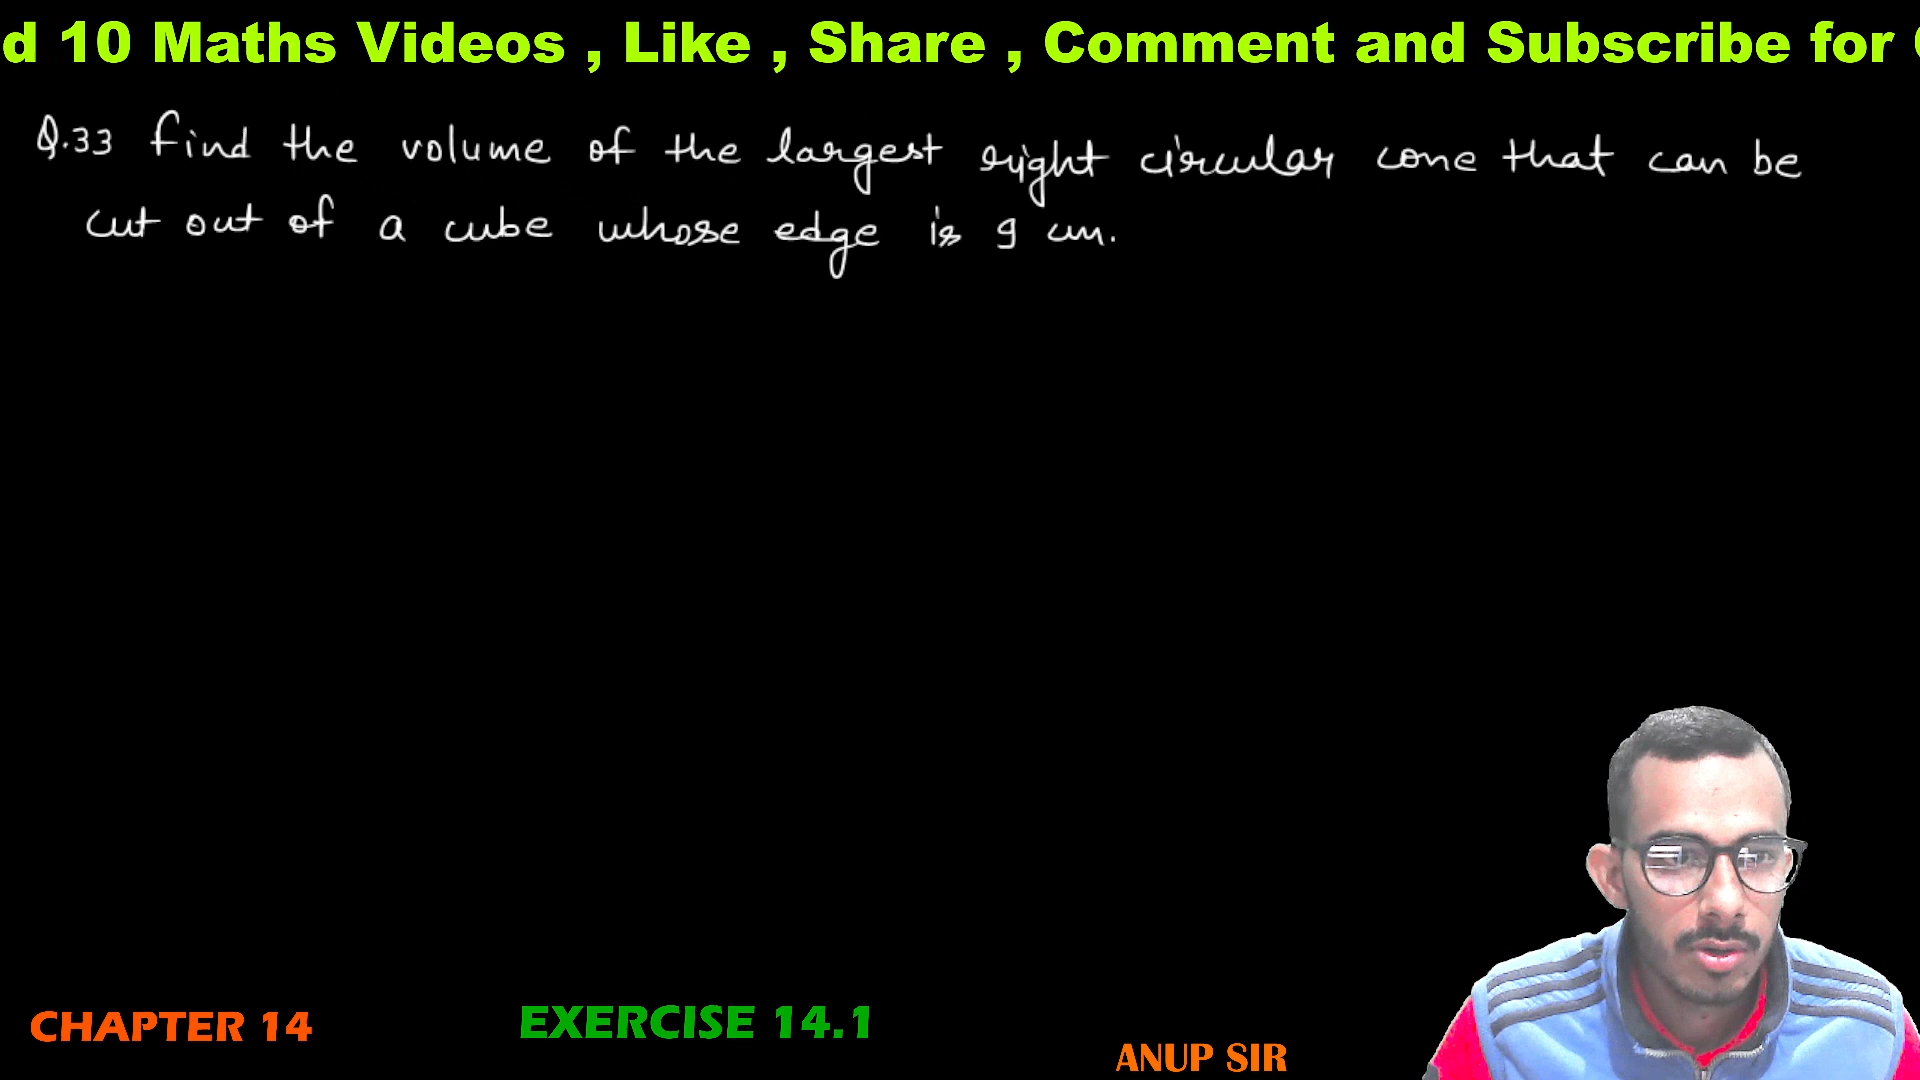 d 10 Maths Videos , Like , Share , Comment and Subscribe for
Q.33 find the volume of the largest right circular cone that can be
cut out of a cube whose edge is 9 cm.
CHAPTER 14
EXERCISE 14.1
ANUP SIR